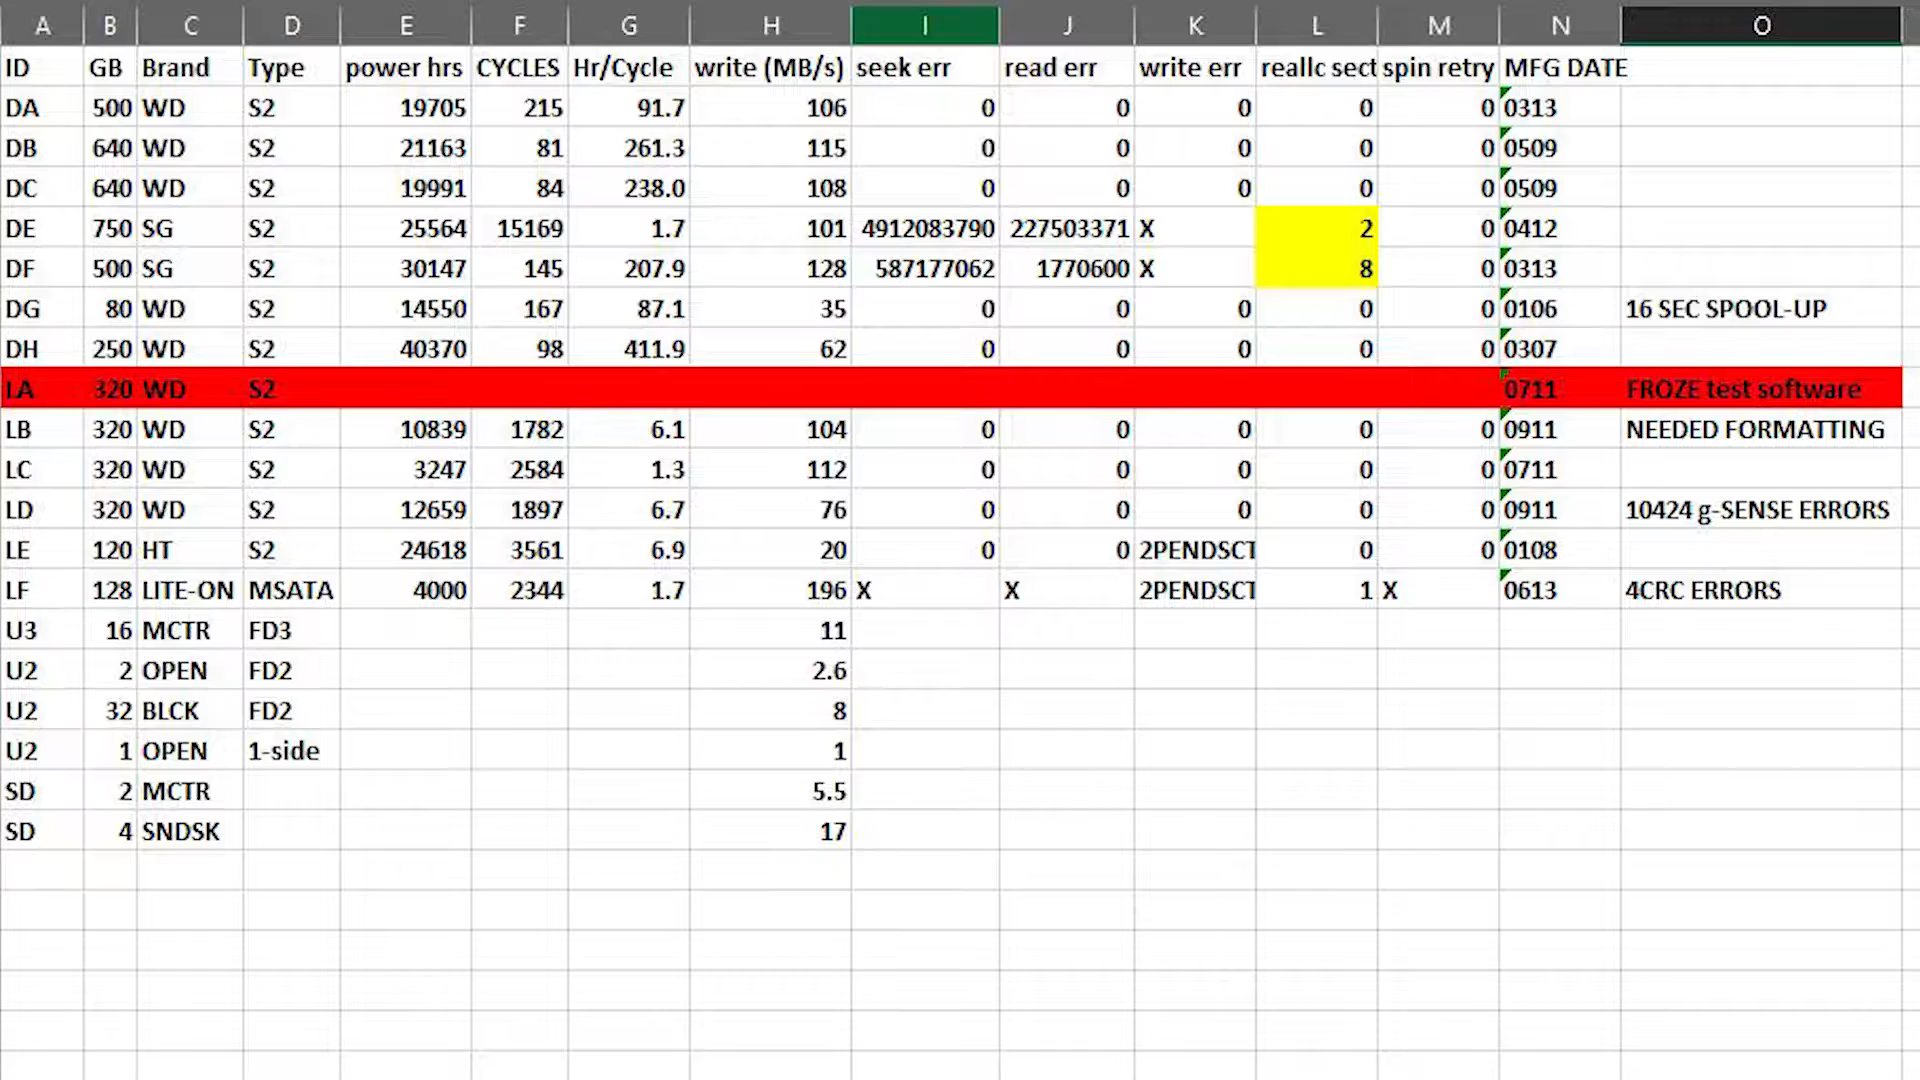 A B C D E F G H I J K L M N O
ID GB Brand Type power hrs CYCLES Hr/Cycle write (MB/s) seek err read err write err reallc sect spin retry MFG DATE
DA 500 WD S2 19705 215 91.7 106 0 0 0 0 0 0313
DB 640 WD S2 21163 81 261.3 115 0 0 0 0 0 0509
DC 640 WD S2 19991 84 238.0 108 0 0 0 0 0 0509
DE 750 SG S2 25564 15169 1.7 101 4912083790 227503371 X 2 0 0412
DF 500 SG S2 30147 145 207.9 128 587177062 1770600 X 8 0 0313
DG 80 WD S2 14550 167 87.1 35 0 0 0 0 0 0106 16 SEC SPOOL-UP
DH 250 WD S2 40370 98 411.9 62 0 0 0 0 0 0307
LA 320 WD S2 0711 FROZE test software
LB 320 WD S2 10839 1782 6.1 104 0 0 0 0 0 0911 NEEDED FORMATTING
LC 320 WD S2 3247 2584 1.3 112 0 0 0 0 0 0711
LD 320 WD S2 12659 1897 6.7 76 0 0 0 0 0 0911 10424 g-SENSE ERRORS
LE 120 HT S2 24618 3561 6.9 20 0 0 2PENDSCT 0 0 0108
LF 128 LITE-ON MSATA 4000 2344 1.7 196 X X 2PENDSCT 1 X 0613 4CRC ERRORS
U3 16 MCTR FD3 11
U2 2 OPEN FD2 2.6
U2 32 BLCK FD2 8
U2 1 OPEN 1-side 1
SD 2 MCTR 5.5
SD 4 SNDSK 17